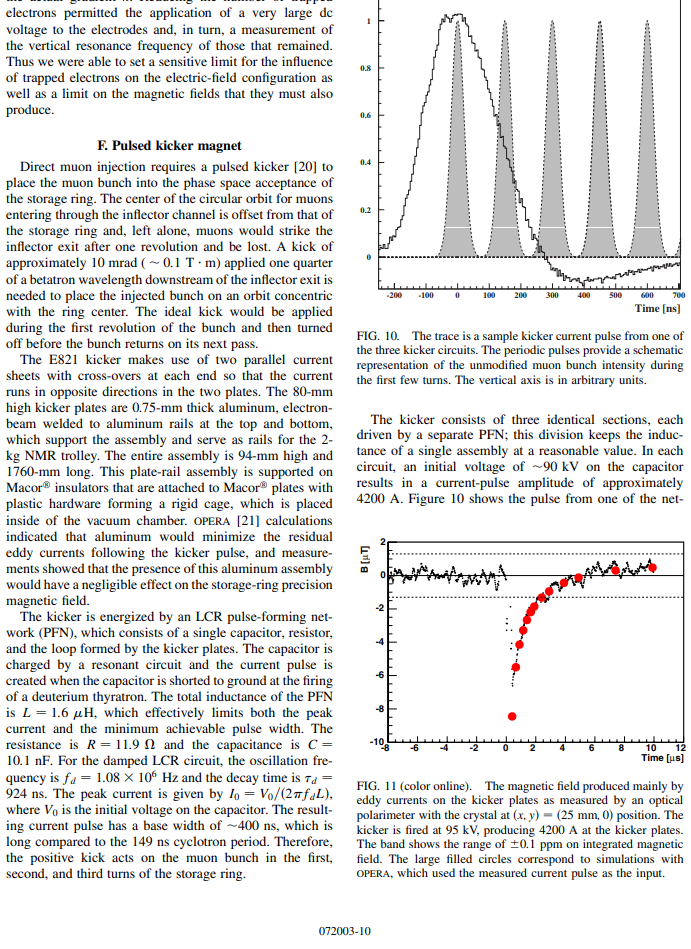 electrons permitted the application of a very large dc
voltage to the electrodes and, in turn, a measurement of
the vertical resonance frequency of those that remained.
Thus we were able to set a sensitive limit for the influence
of trapped electrons on the electric-field configuration as
well as a limit on the magnetic fields that they must also
produce.
F. Pulsed kicker magnet
Direct muon injection requires a pulsed kicker [20] to
place the muon bunch into the phase space acceptance of
the storage ring. The center of the circular orbit for muons
entering through the inflector channel is offset from that of
the storage ring and, left alone, muons would strike the
inflector exit after one revolution and be lost. A kick of
approximately 10 mrad (∼ 0.1 T · m) applied one quarter
of a betatron wavelength downstream of the inflector exit is
needed to place the injected bunch on an orbit concentric
with the ring center. The ideal kick would be applied
during the first revolution of the bunch and then turned
off before the bunch returns on its next pass.
The E821 kicker makes use of two parallel current
sheets with cross-overs at each end so that the current
runs in opposite directions in the two plates. The 80-mm
high kicker plates are 0.75-mm thick aluminum, electron-
beam welded to aluminum rails at the top and bottom,
which support the assembly and serve as rails for the 2-
kg NMR trolley. The entire assembly is 94-mm high and
1760-mm long. This plate-rail assembly is supported on
Macor® insulators that are attached to Macor® plates with
plastic hardware forming a rigid cage, which is placed
inside of the vacuum chamber. OPERA [21] calculations
indicated that aluminum would minimize the residual
eddy currents following the kicker pulse, and measure-
ments showed that the presence of this aluminum assembly
would have a negligible effect on the storage-ring precision
magnetic field.
The kicker is energized by an LCR pulse-forming net-
work (PFN), which consists of a single capacitor, resistor,
and the loop formed by the kicker plates. The capacitor is
charged by a resonant circuit and the current pulse is
created when the capacitor is shorted to ground at the firing
of a deuterium thyratron. The total inductance of the PFN
is L = 1.6 μH, which effectively limits both the peak
current and the minimum achievable pulse width. The
resistance is R = 11.9 Ω and the capacitance is C =
10.1 nF. For the damped LCR circuit, the oscillation fre-
quency is f_d = 1.08 × 10⁶ Hz and the decay time is τ_d =
924 ns. The peak current is given by I₀ = V₀/(2πf_dL),
where V₀ is the initial voltage on the capacitor. The result-
ing current pulse has a base width of ∼400 ns, which is
long compared to the 149 ns cyclotron period. Therefore,
the positive kick acts on the muon bunch in the first,
second, and third turns of the storage ring.
1
0.8
0.6
0.4
0.2
0
-200 -100 0 100 200 300 400 500 600 700
Time [ns]
FIG. 10. The trace is a sample kicker current pulse from one of
the three kicker circuits. The periodic pulses provide a schematic
representation of the unmodified muon bunch intensity during
the first few turns. The vertical axis is in arbitrary units.
The kicker consists of three identical sections, each
driven by a separate PFN; this division keeps the induc-
tance of a single assembly at a reasonable value. In each
circuit, an initial voltage of ∼90 kV on the capacitor
results in a current-pulse amplitude of approximately
4200 A. Figure 10 shows the pulse from one of the net-
B [μT]
2
0
-2
-4
-6
-8
-10
-8 -6 -4 -2 0 2 4 6 8 10 12
Time [μs]
FIG. 11 (color online). The magnetic field produced mainly by
eddy currents on the kicker plates as measured by an optical
polarimeter with the crystal at (x, y) = (25 mm, 0) position. The
kicker is fired at 95 kV, producing 4200 A at the kicker plates.
The band shows the range of ±0.1 ppm on integrated magnetic
field. The large filled circles correspond to simulations with
OPERA, which used the measured current pulse as the input.
072003-10